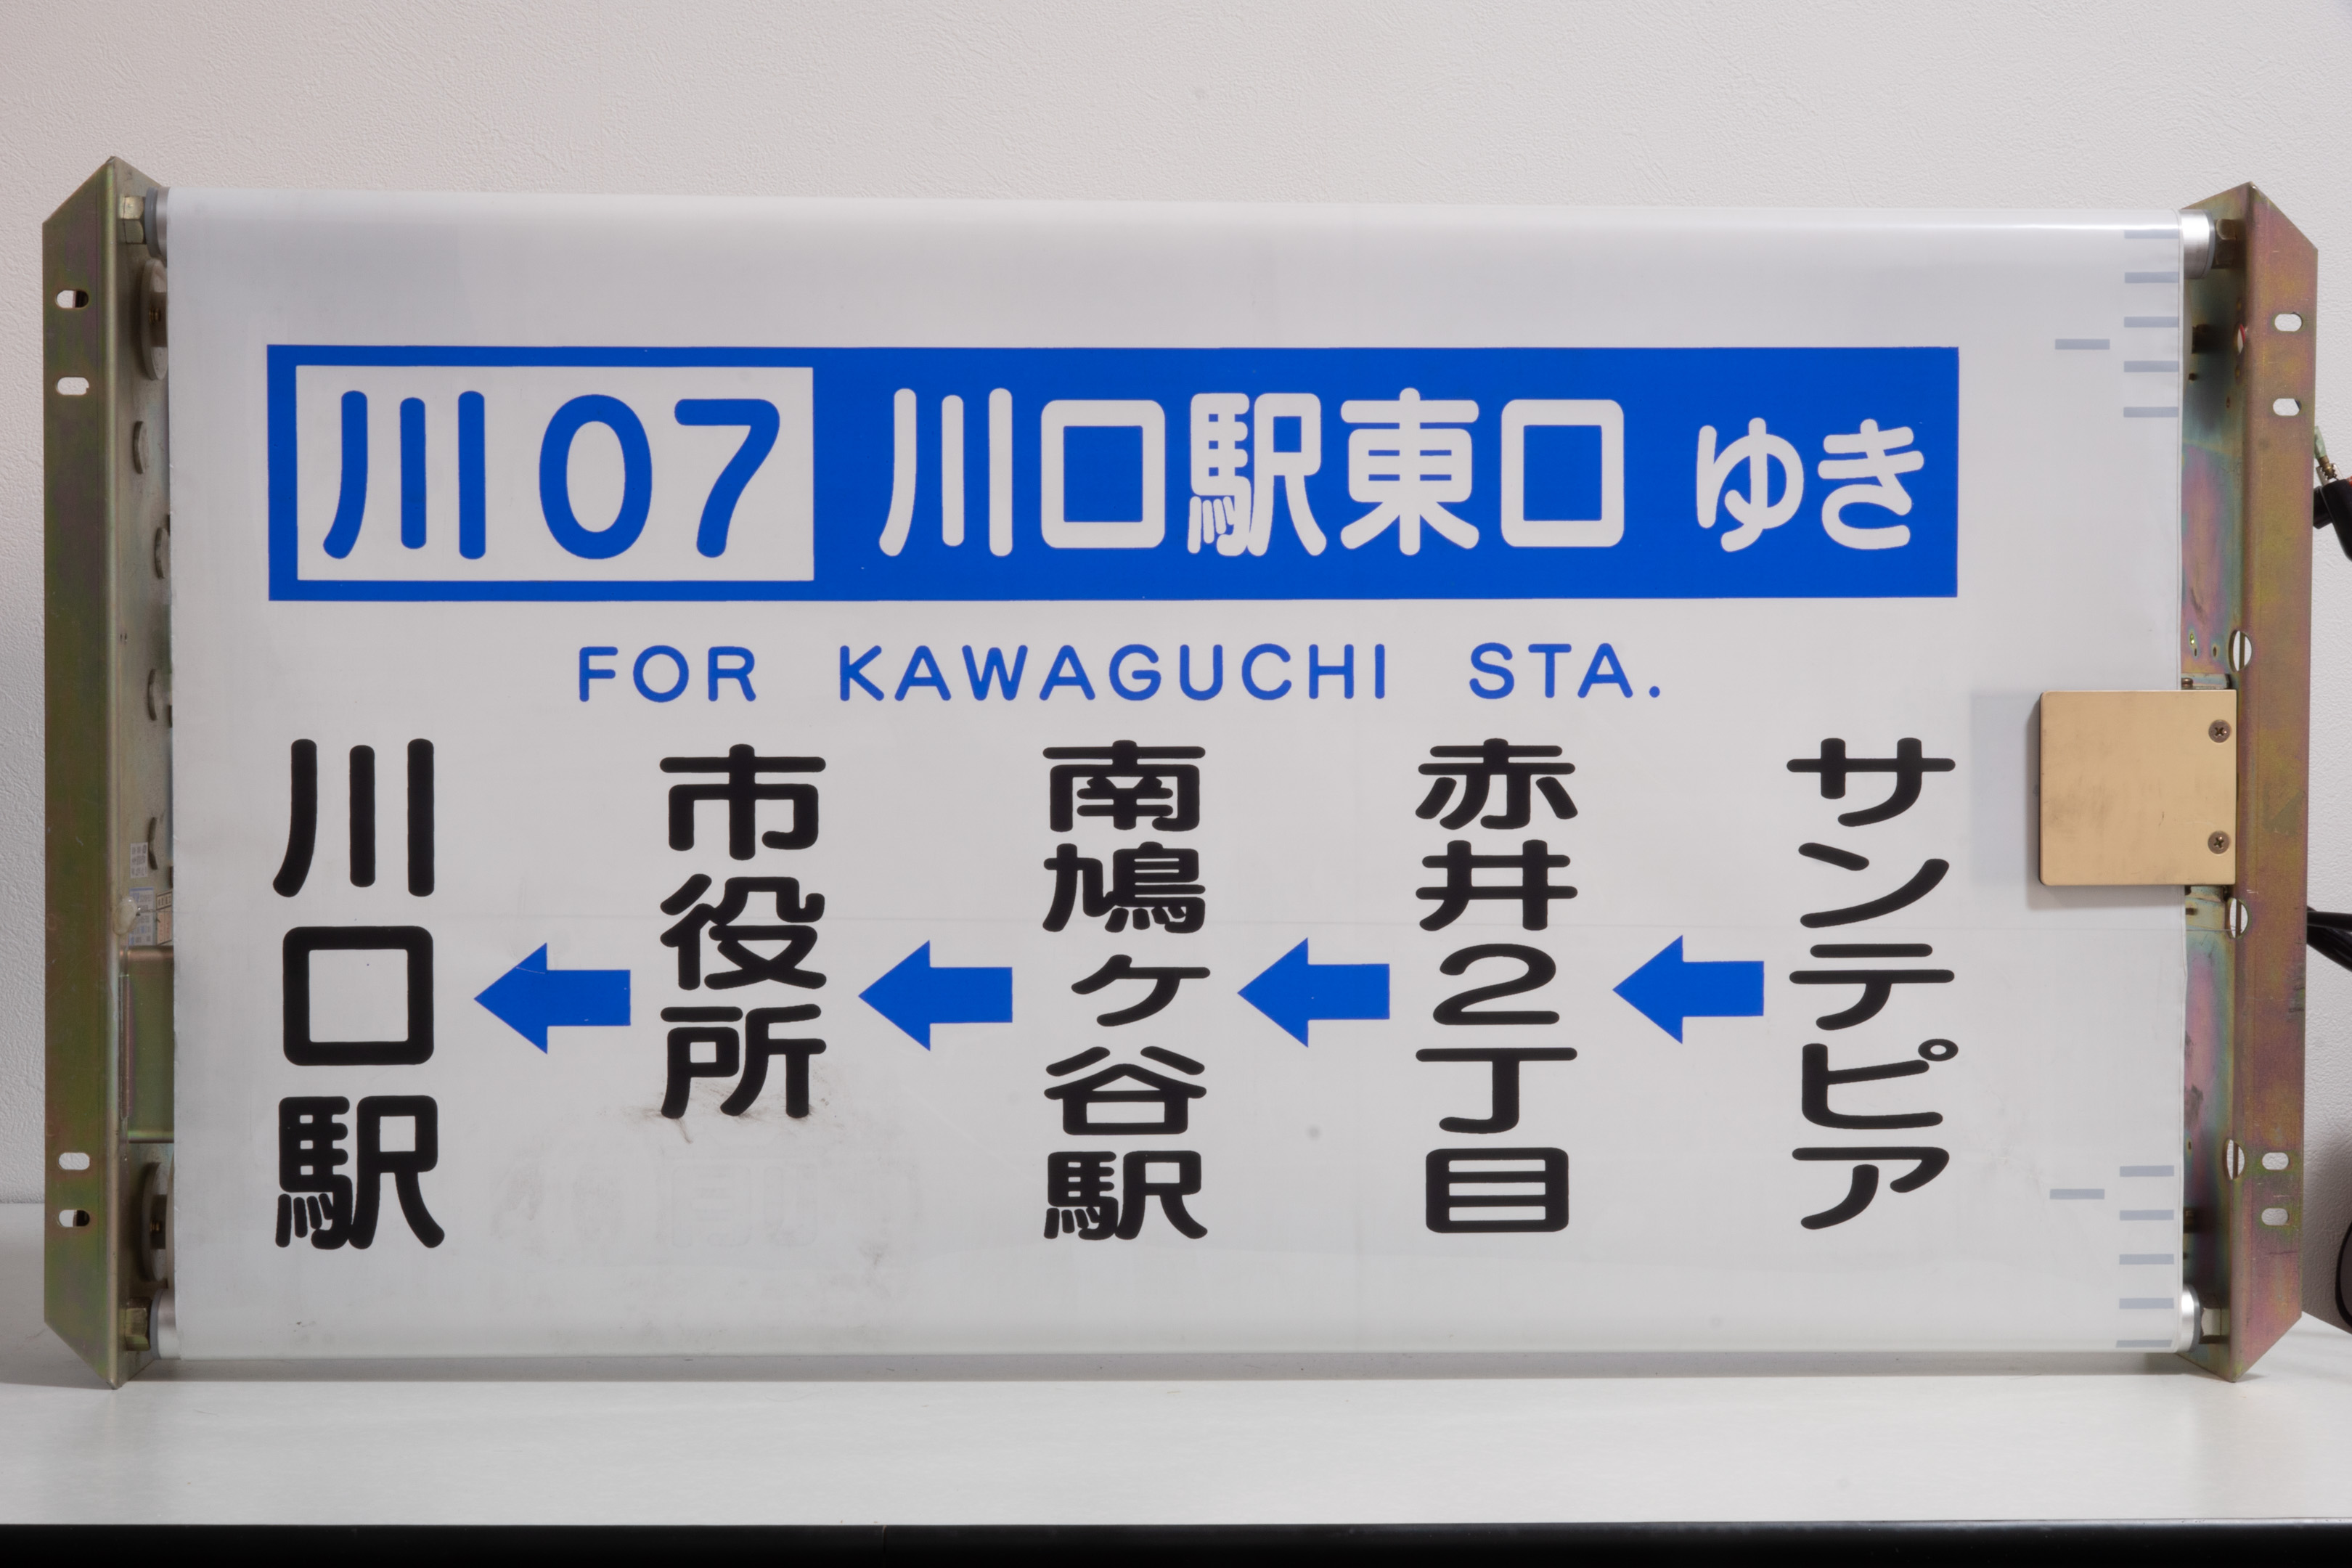 川07 川口駅東口 ゆき
FOR KAWAGUCHI STA.
サンテピア
赤井2丁目
南鳩ヶ谷駅
市役所
川口駅